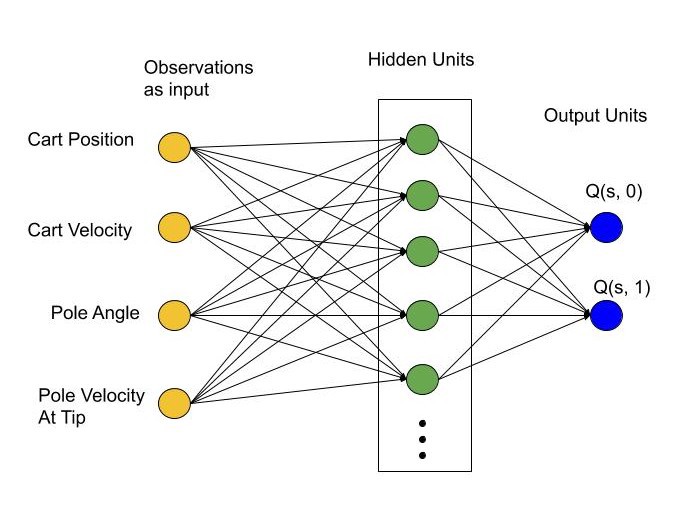 Observations
as input
Hidden Units
Output Units
Cart Position
Cart Velocity
Pole Angle
Pole Velocity
At Tip
Q(s, 0)
Q(s, 1)